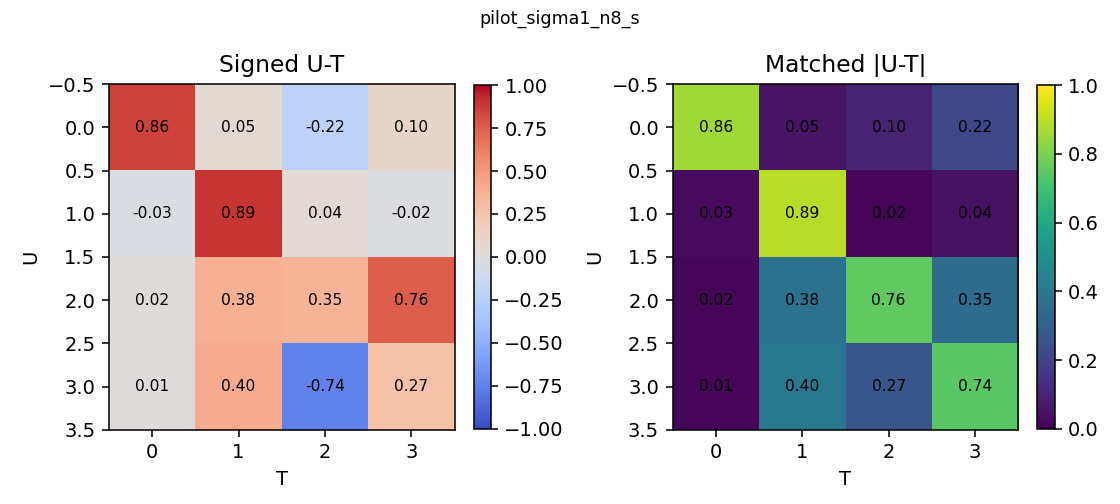 pilot_sigma1_n8_s
Signed U-T
Matched |U-T|
−0.5
0.0
0.5
1.0
1.5
2.0
2.5
3.0
3.5
U
0.86 0.05 -0.22 0.10
-0.03 0.89 0.04 -0.02
0.02 0.38 0.35 0.76
0.01 0.40 -0.74 0.27
0 1 2 3
T
1.00
0.75
0.50
0.25
0.00
−0.25
−0.50
−0.75
−1.00
−0.5
0.0
0.5
1.0
1.5
2.0
2.5
3.0
3.5
U
0.86 0.05 0.10 0.22
0.03 0.89 0.02 0.04
0.02 0.38 0.76 0.35
0.01 0.40 0.27 0.74
0 1 2 3
T
1.0
0.8
0.6
0.4
0.2
0.0